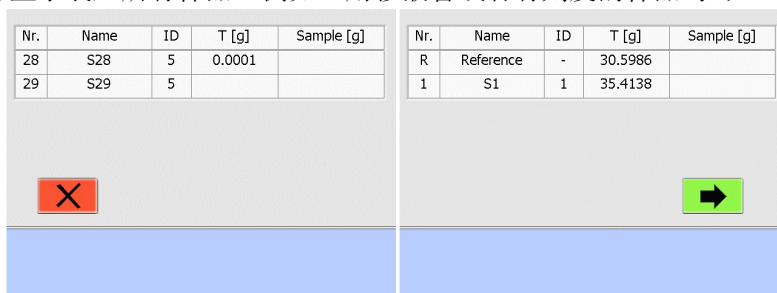 Nr. Name ID T [g] Sample [g]
28 S28 5 0.0001
29 S29 5
Nr. Name ID T [g] Sample [g]
R Reference - 30.5986
1 S1 1 35.4138